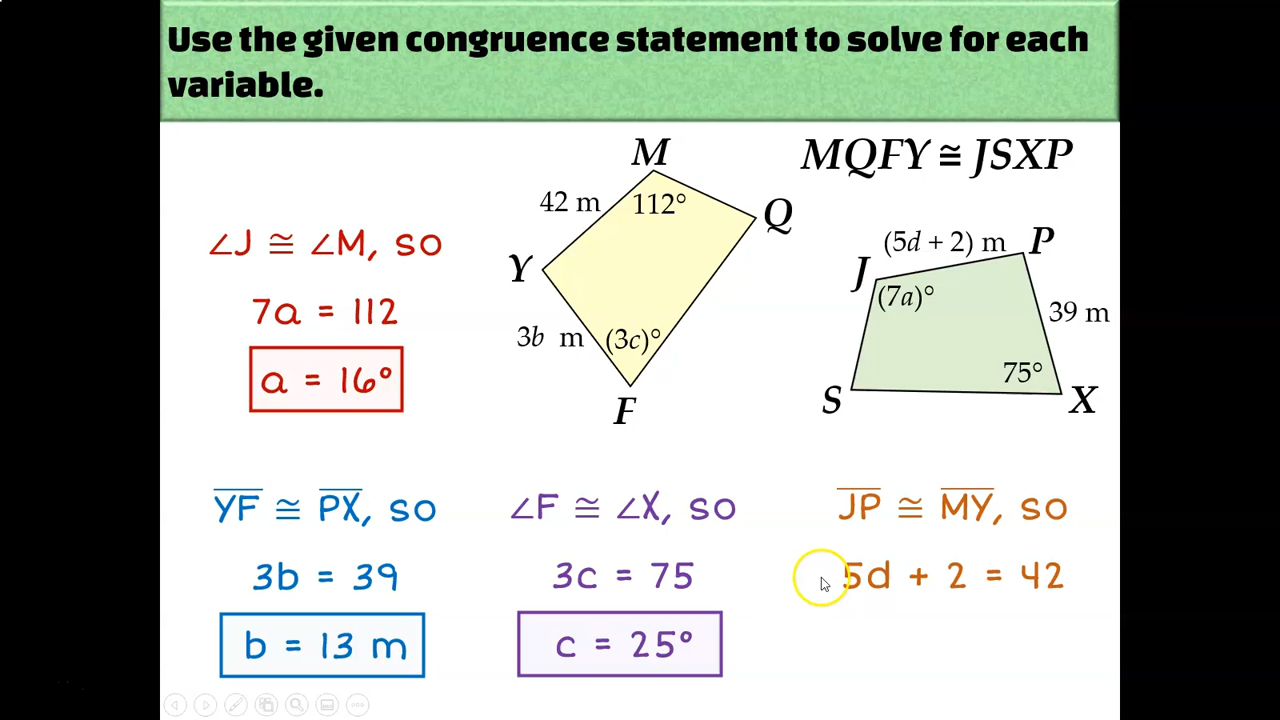 Use the given congruence statement to solve for each
variable.
MQFY ≅ JSXP
M
42 m
112°
Q
Y
3b m
(3c)°
F
(5d + 2) m
P
J
(7a)°
39 m
75°
S
X
∠J ≅ ∠M, so
7a = 112
a = 16°
YF ≅ PX, so
3b = 39
b = 13 m
∠F ≅ ∠X, so
3c = 75
c = 25°
JP ≅ MY, so
5d + 2 = 42